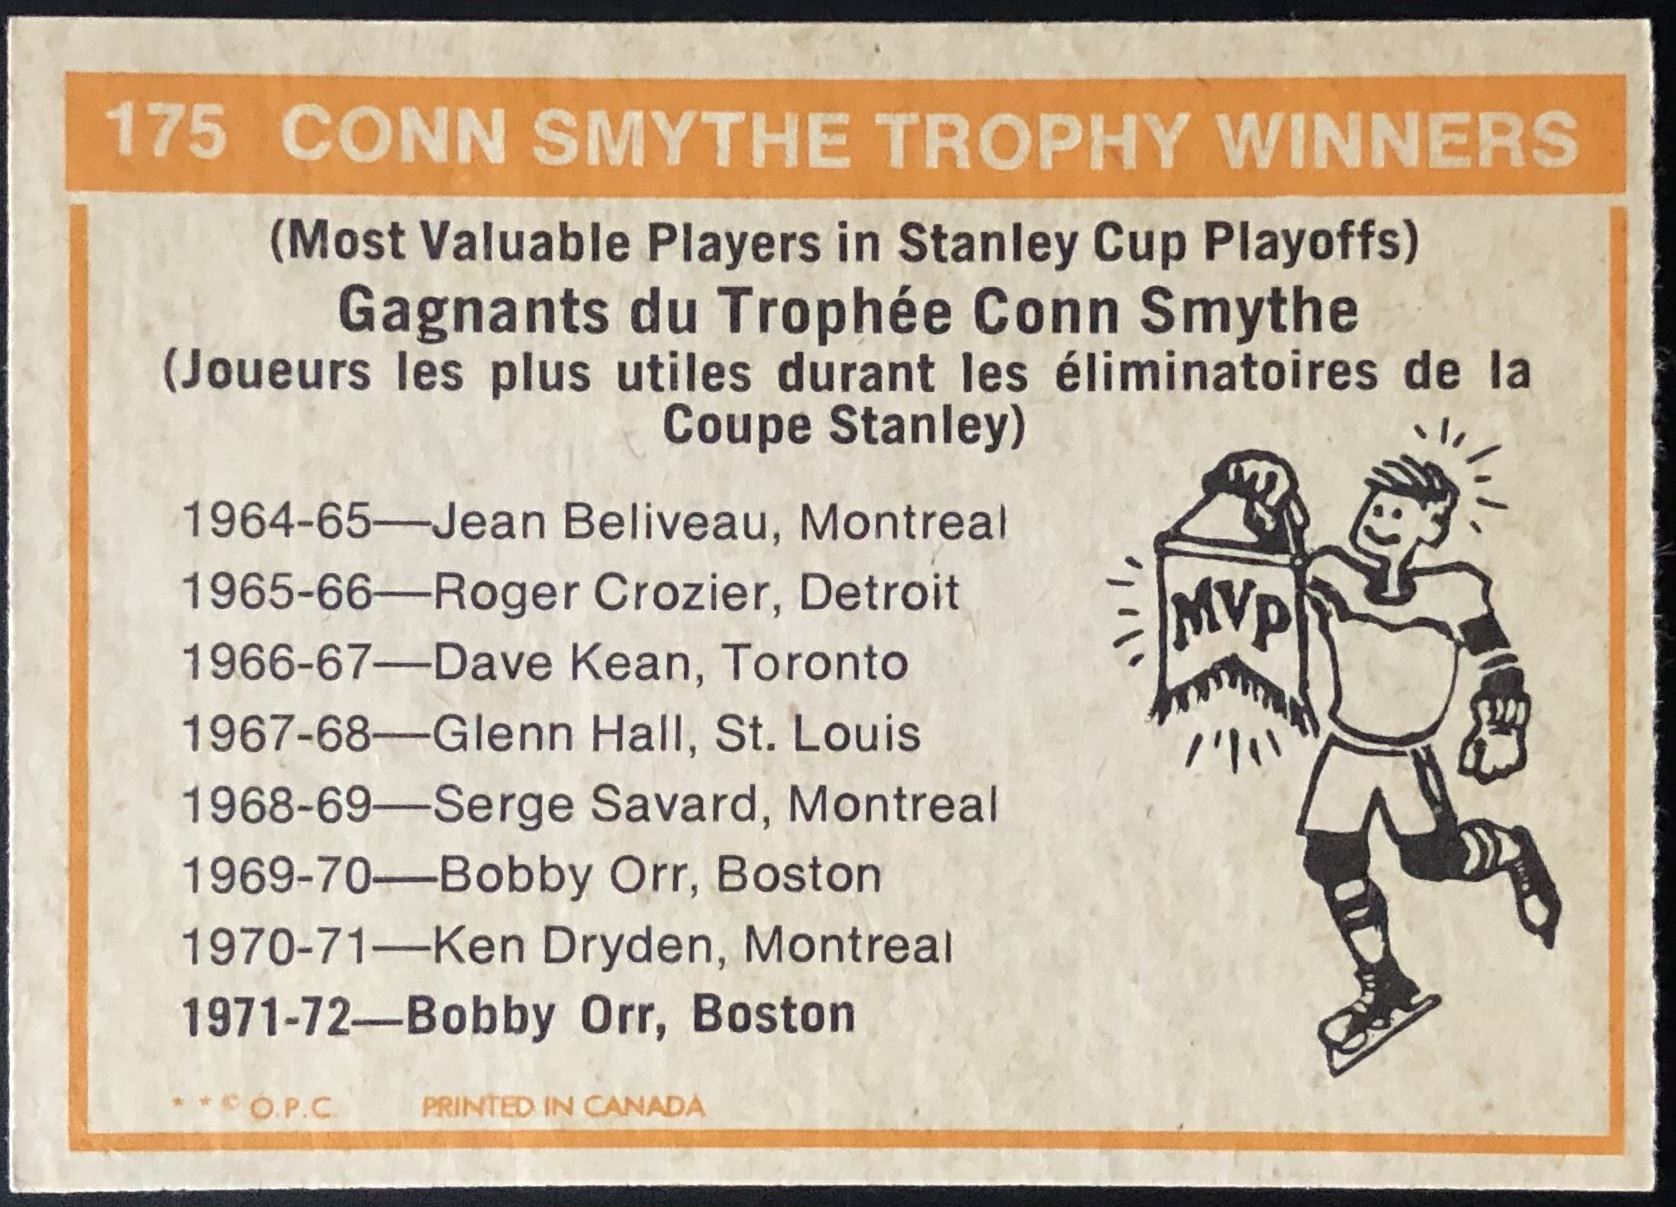 175 CONN SMYTHE TROPHY WINNERS
(Most Valuable Players in Stanley Cup Playoffs)
Gagnants du Trophée Conn Smythe
(Joueurs les plus utiles durant les éliminatoires de la
Coupe Stanley)
1964-65—Jean Beliveau, Montreal
1965-66—Roger Crozier, Detroit
1966-67—Dave Kean, Toronto
1967-68—Glenn Hall, St. Louis
1968-69—Serge Savard, Montreal
1969-70—Bobby Orr, Boston
1970-71—Ken Dryden, Montreal
1971-72—Bobby Orr, Boston
MVP
* * © O.P.C. PRINTED IN CANADA